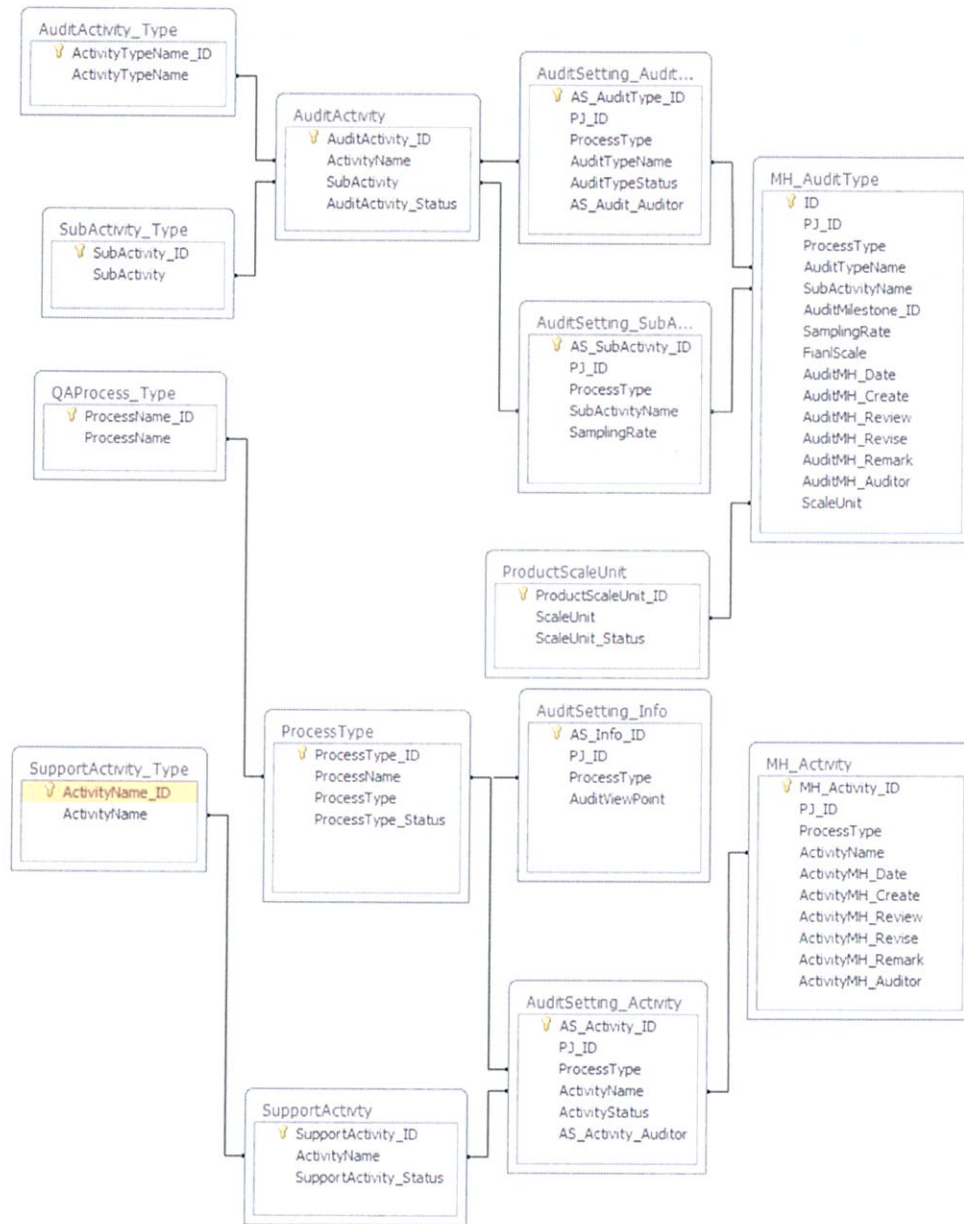 AuditActivity_Type
ActivityTypeName_ID
ActivityTypeName
AuditActivity
AuditActivity_ID
ActivityName
SubActivity
AuditActivity_Status
AuditSetting_Audit...
AS_AuditType_ID
PJ_ID
ProcessType
AuditTypeName
AuditTypeStatus
AS_Audit_Auditor
MH_AuditType
ID
PJ_ID
ProcessType
AuditTypeName
SubActivityName
AuditMilestone_ID
SamplingRate
FianlScale
AuditMH_Date
AuditMH_Create
AuditMH_Review
AuditMH_Revise
AuditMH_Remark
AuditMH_Auditor
ScaleUnit
SubActivity_Type
SubActivity_ID
SubActivity
AuditSetting_SubA...
AS_SubActivity_ID
PJ_ID
ProcessType
SubActivityName
SamplingRate
QAProcess_Type
ProcessName_ID
ProcessName
ProductScaleUnit
ProductScaleUnit_ID
ScaleUnit
ScaleUnit_Status
ProcessType
ProcessType_ID
ProcessName
ProcessType
ProcessType_Status
AuditSetting_Info
AS_Info_ID
PJ_ID
ProcessType
AuditViewPoint
SupportActivity_Type
ActivityName_ID
ActivityName
MH_Activity
MH_Activity_ID
PJ_ID
ProcessType
ActivityName
ActivityMH_Date
ActivityMH_Create
ActivityMH_Review
ActivityMH_Revise
ActivityMH_Remark
ActivityMH_Auditor
AuditSetting_Activity
AS_Activity_ID
PJ_ID
ProcessType
ActivityName
ActivityStatus
AS_Activity_Auditor
SupportActivty
SupportActivity_ID
ActivityName
SupportActivity_Status